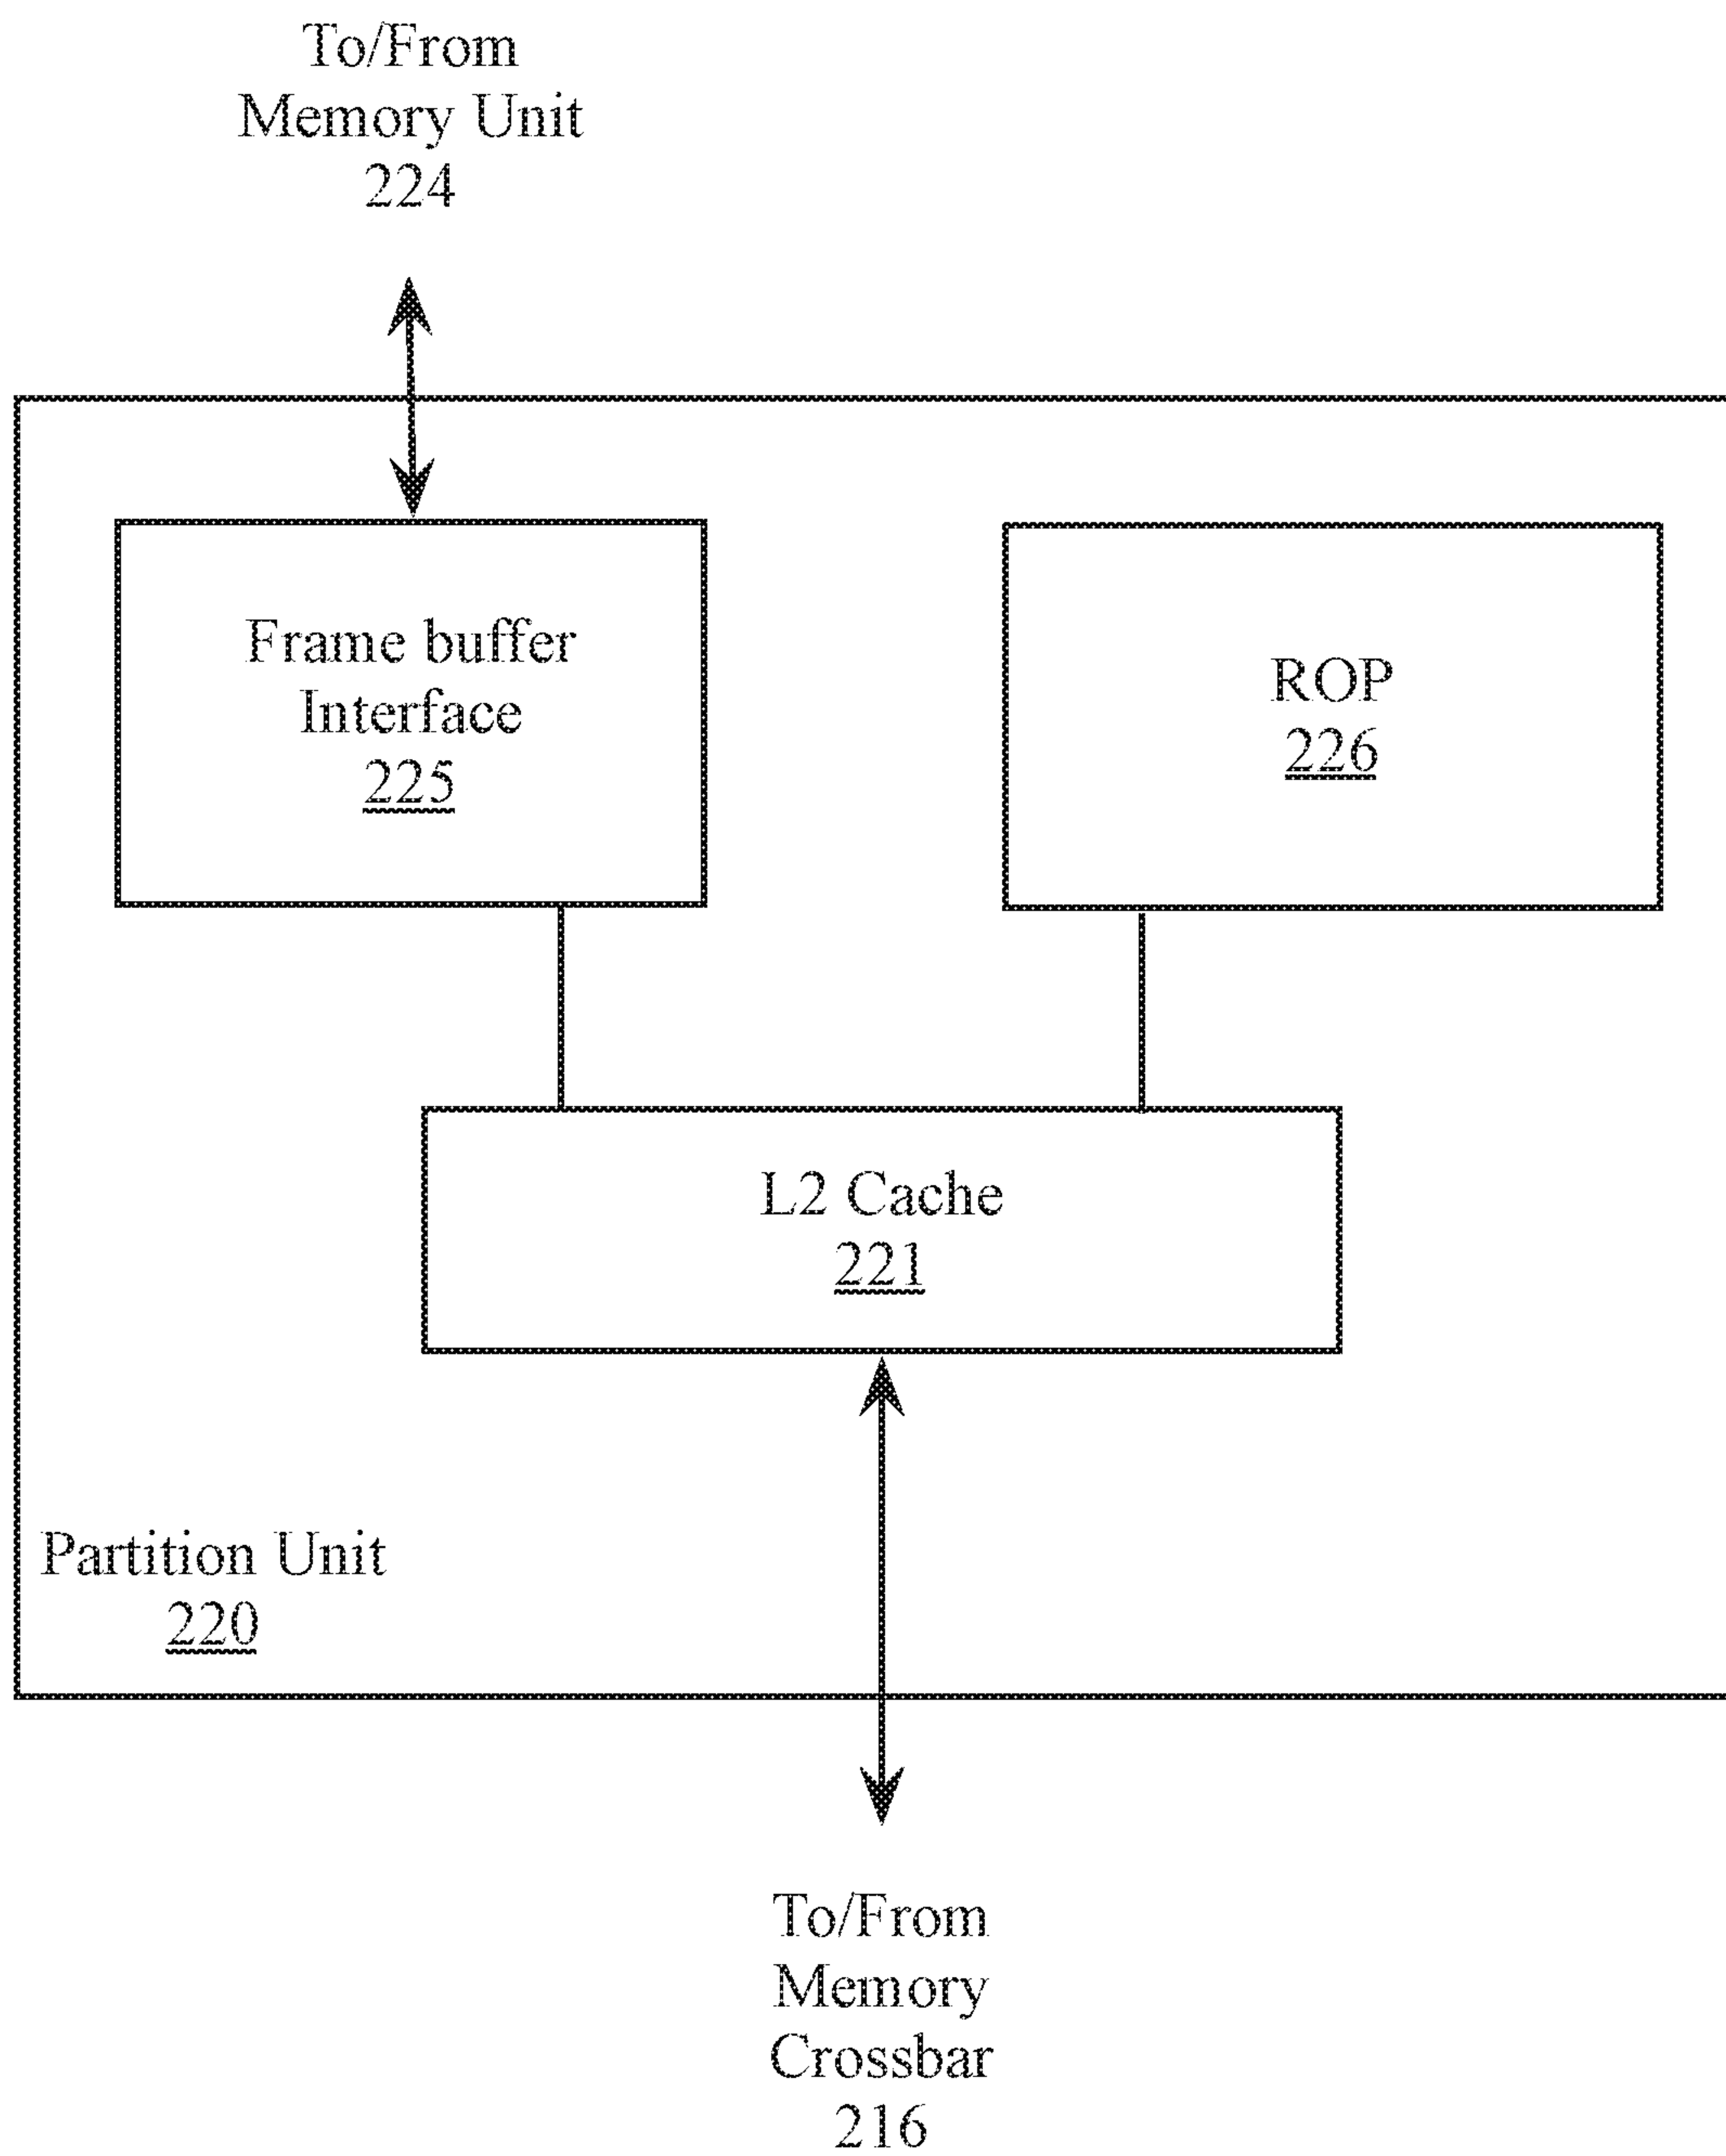 To/From
Memory Unit
224
Frame buffer
Interface
225
ROP
226
L2 Cache
221
Partition Unit
220
To/From
Memory
Crossbar
216